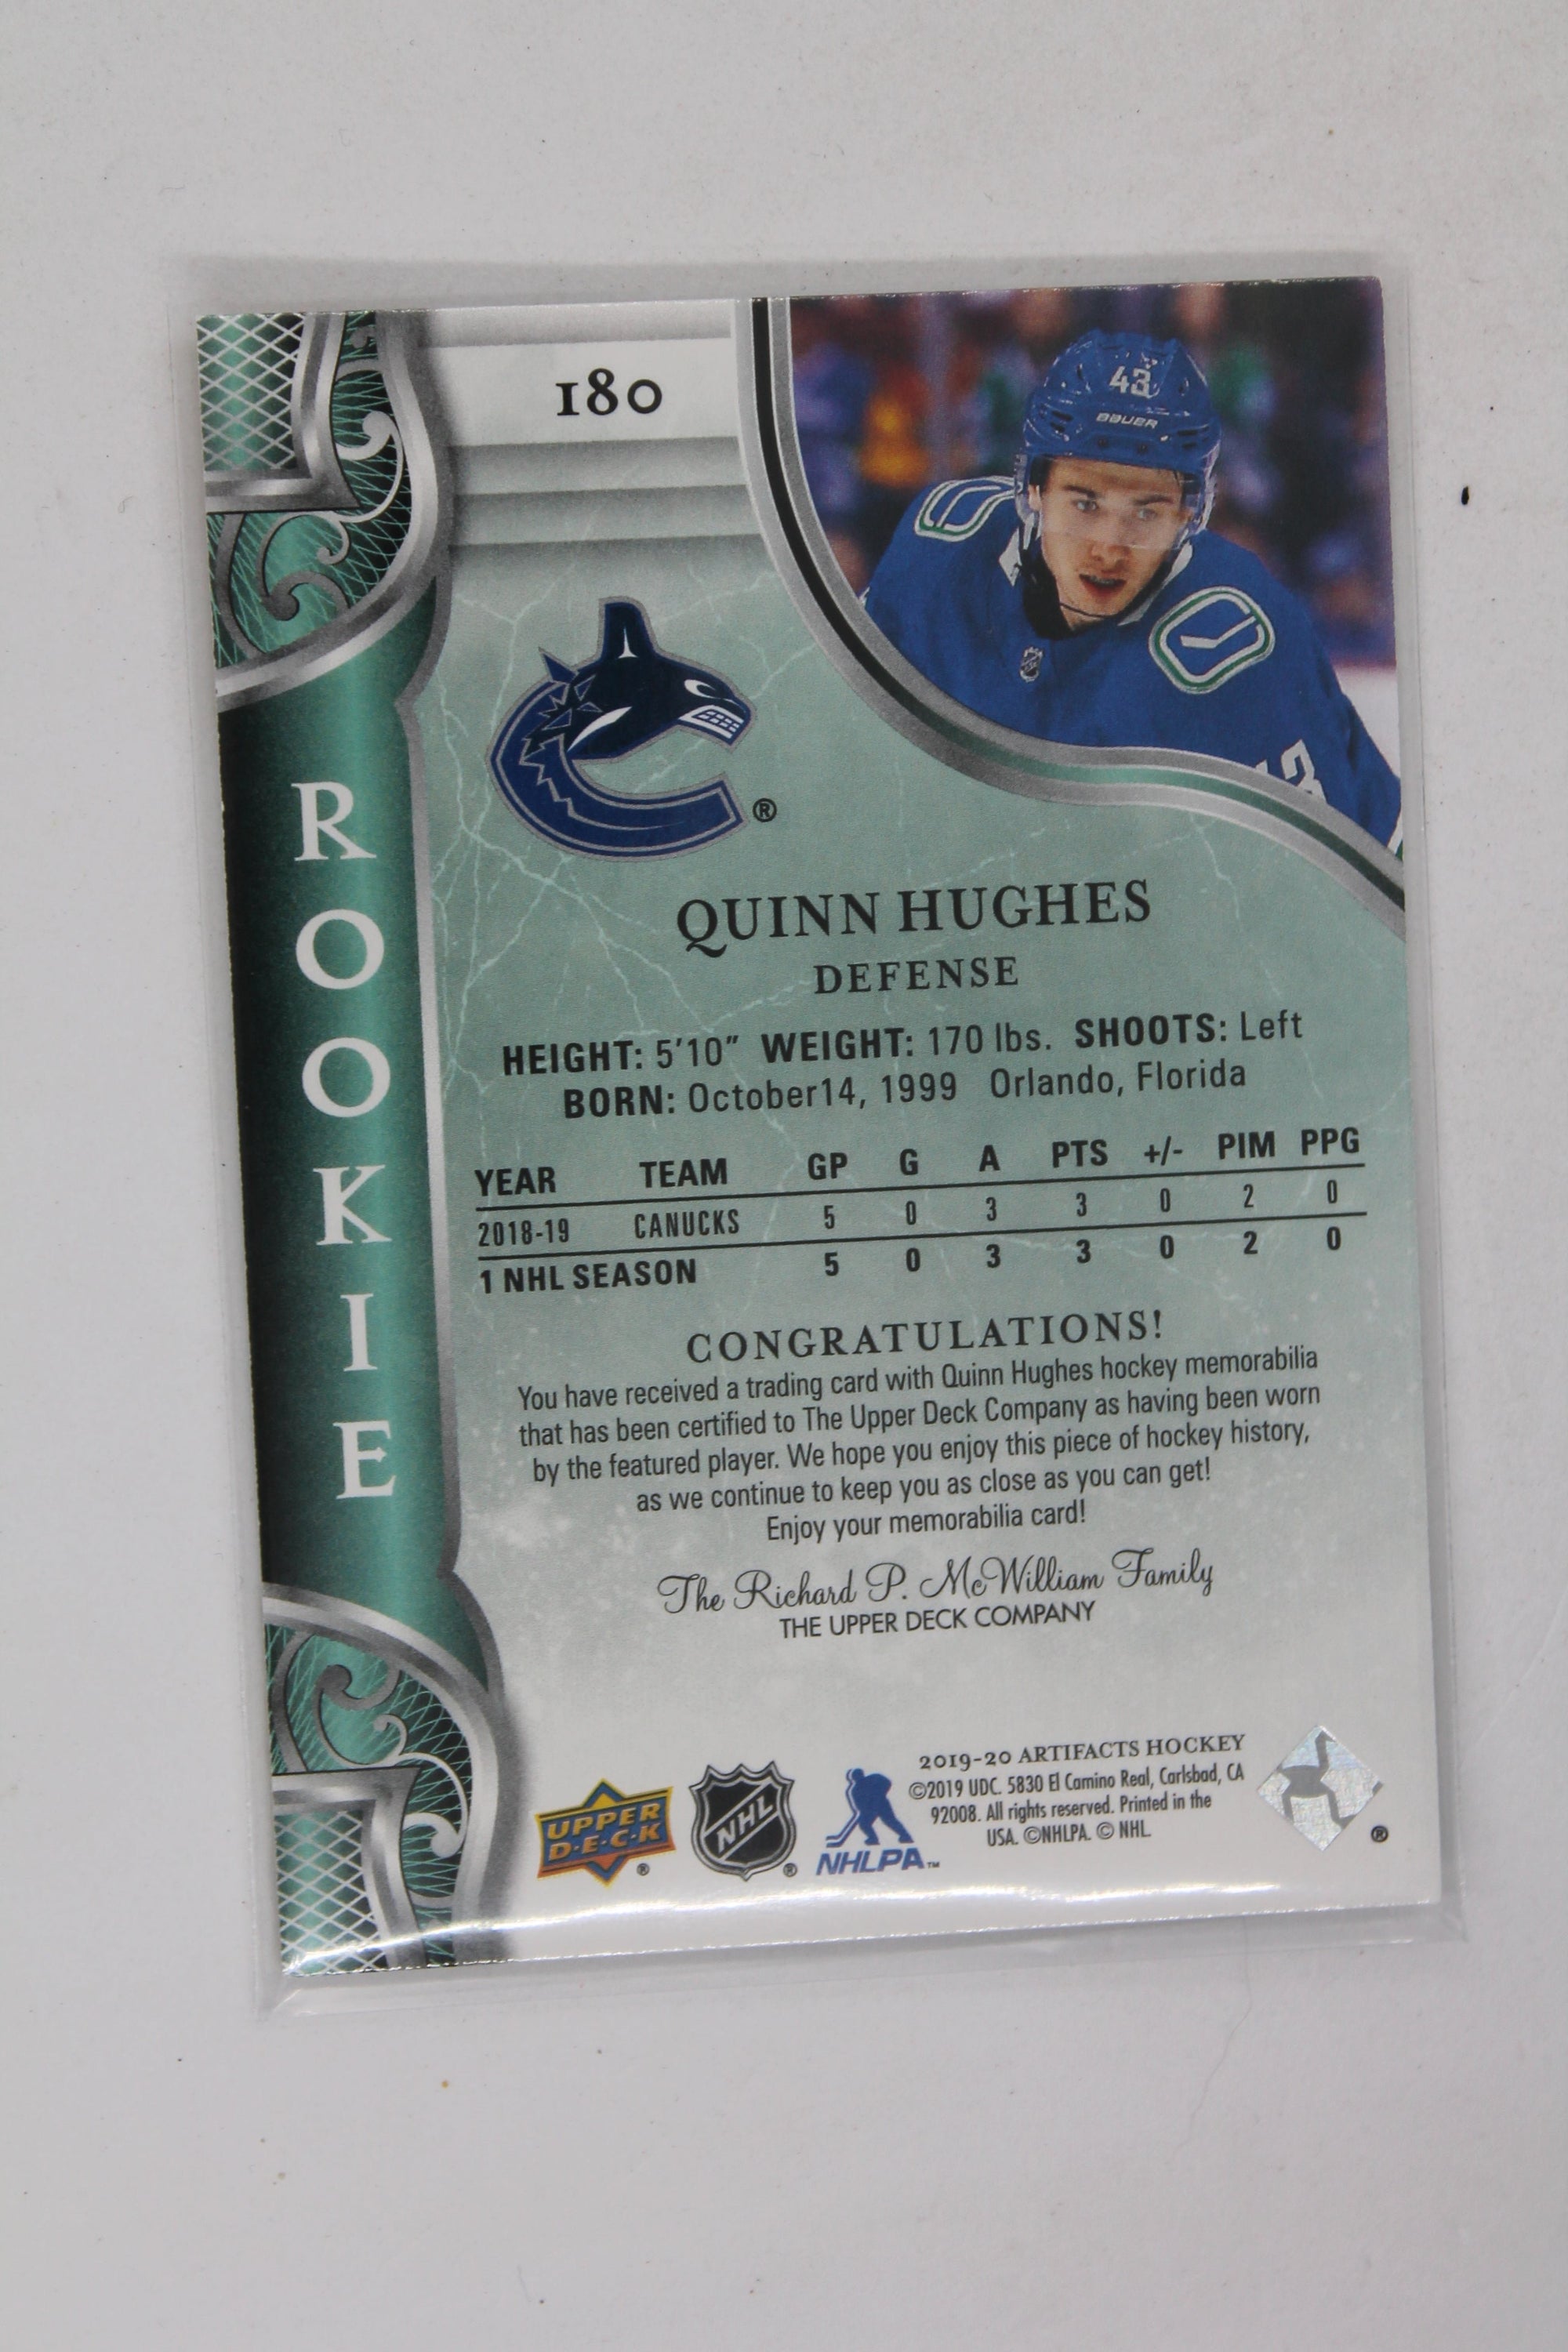 180
43
BAUER
ROOKIE
®
QUINN HUGHES
DEFENSE
HEIGHT: 5'10" WEIGHT: 170 lbs. SHOOTS: Left
BORN: October14, 1999 Orlando, Florida
YEAR TEAM GP G A PTS +/- PIM PPG
2018-19 CANUCKS 5 0 3 3 0 2 0
1 NHL SEASON 5 0 3 3 0 2 0
CONGRATULATIONS!
You have received a trading card with Quinn Hughes hockey memorabilia
that has been certified to The Upper Deck Company as having been worn
by the featured player. We hope you enjoy this piece of hockey history,
as we continue to keep you as close as you can get!
Enjoy your memorabilia card!
The Richard P. McWilliam Family
THE UPPER DECK COMPANY
UPPER
D·E·C·K
®
NHL
®
NHLPA™
2019-20 ARTIFACTS HOCKEY
©2019 UDC. 5830 El Camino Real, Carlsbad, CA
92008. All rights reserved. Printed in the
USA. ©NHLPA. © NHL.
®